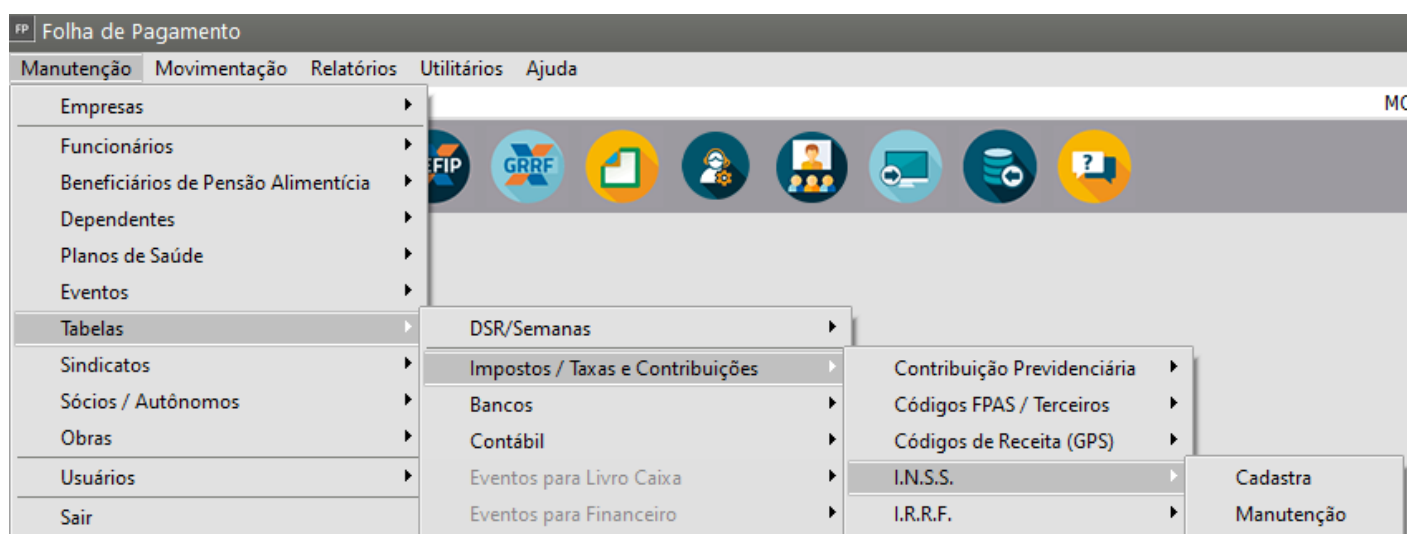 FP Folha de Pagamento
Manutenção Movimentação Relatórios Utilitários Ajuda
Empresas
Funcionários
Beneficiários de Pensão Alimentícia
Dependentes
Planos de Saúde
Eventos
Tabelas
Sindicatos
Sócios / Autônomos
Obras
Usuários
Sair
GRRF
?
DSR/Semanas
Impostos / Taxas e Contribuições
Bancos
Contábil
Eventos para Livro Caixa
Eventos para Financeiro
Contribuição Previdenciária
Códigos FPAS / Terceiros
Códigos de Receita (GPS)
I.N.S.S.
I.R.R.F.
Cadastra
Manutenção